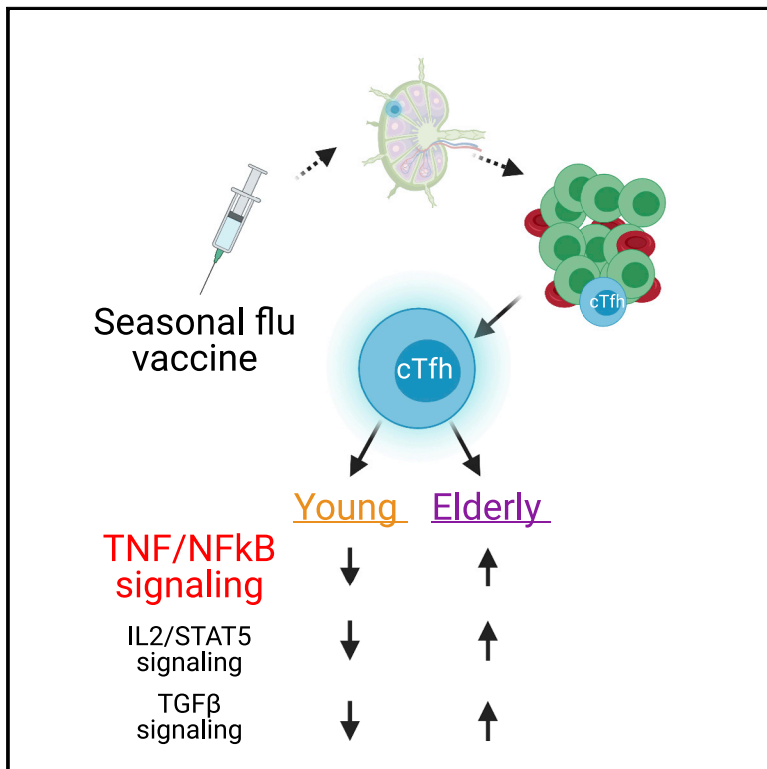 cTfh
Seasonal flu
vaccine
cTfh
Young Elderly
TNF/NFkB
signaling
IL2/STAT5
signaling
TGFβ
signaling